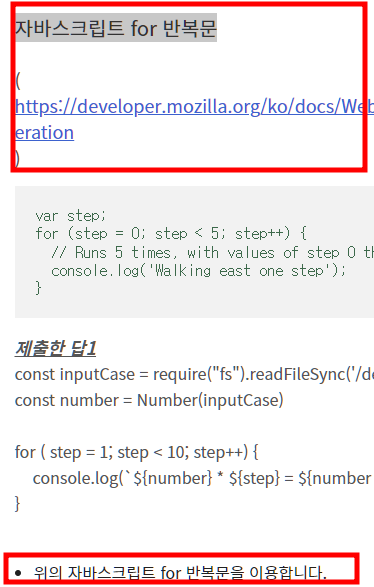 자바스크립트 for 반복문
(
https://developer.mozilla.org/ko/docs/Web
eration
)
var step;
for (step = 0; step < 5; step++) {
// Runs 5 times, with values of step 0 th
console.log('Walking east one step');
}
제출한 답1
const inputCase = require("fs").readFileSync('/de
const number = Number(inputCase)
for ( step = 1; step < 10; step++) {
console.log(`${number} * ${step} = ${number
}
• 위의 자바스크립트 for 반복문을 이용합니다.